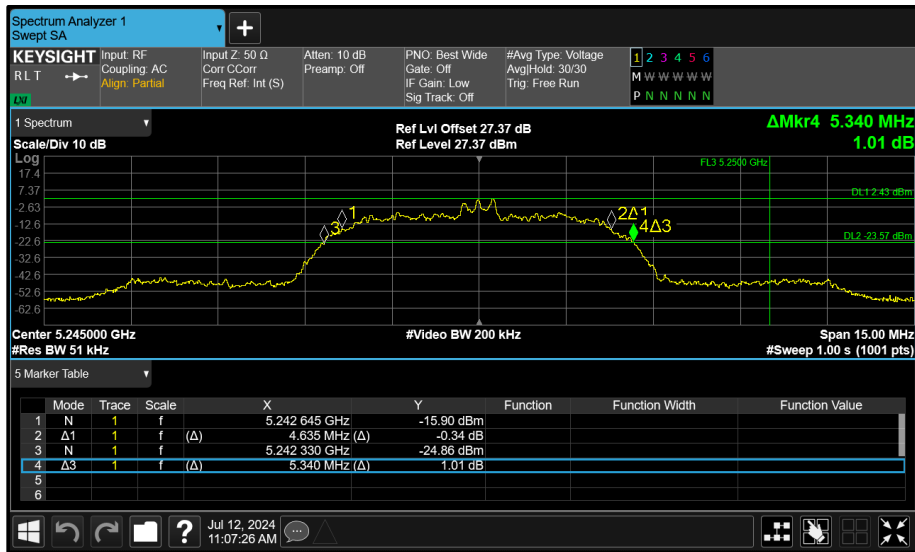 Spectrum Analyzer 1
Swept SA
KEYSIGHT Input: RF Input Z: 50 Ω Atten: 10 dB PNO: Best Wide #Avg Type: Voltage 1 2 3 4 5 6
RLT Coupling: AC Corr CCorr Preamp: Off Gate: Off Avg|Hold: 30/30 M W W W W W
Align: Partial Freq Ref: Int (S) IF Gain: Low Trig: Free Run
LXI Sig Track: Off P N N N N N
1 Spectrum Ref Lvl Offset 27.37 dB ΔMkr4 5.340 MHz
Scale/Div 10 dB Ref Level 27.37 dBm 1.01 dB
Log FL3 5.2500 GHz
17.4
7.37 DL1 2.43 dBm
-2.63
1 2Δ1
-12.6
3 4Δ3
-22.6 DL2 -23.57 dBm
-32.6
-42.6
-52.6
-62.6
Center 5.245000 GHz #Video BW 200 kHz Span 15.00 MHz
#Res BW 51 kHz #Sweep 1.00 s (1001 pts)
5 Marker Table
Mode Trace Scale X Y Function Function Width Function Value
1 N 1 f 5.242 645 GHz -15.90 dBm
2 Δ1 1 f (Δ) 4.635 MHz (Δ) -0.34 dB
3 N 1 f 5.242 330 GHz -24.86 dBm
4 Δ3 1 f (Δ) 5.340 MHz (Δ) 1.01 dB
5
6
? Jul 12, 2024
11:07:26 AM